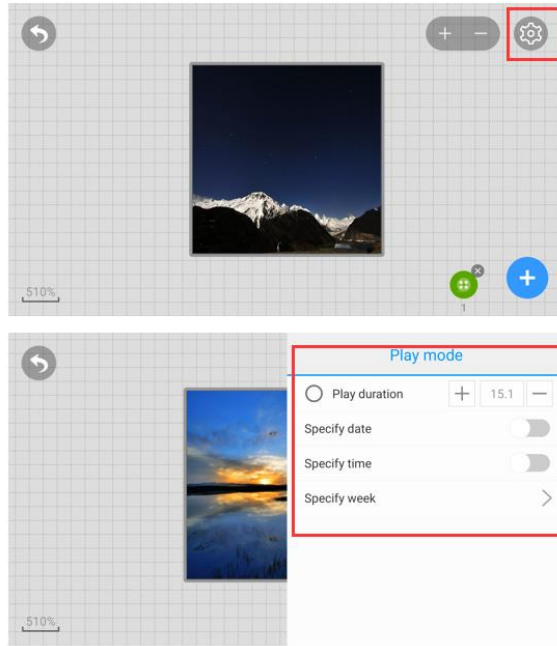 510%
1
Play mode
Play duration 15.1
Specify date
Specify time
Specify week
510%